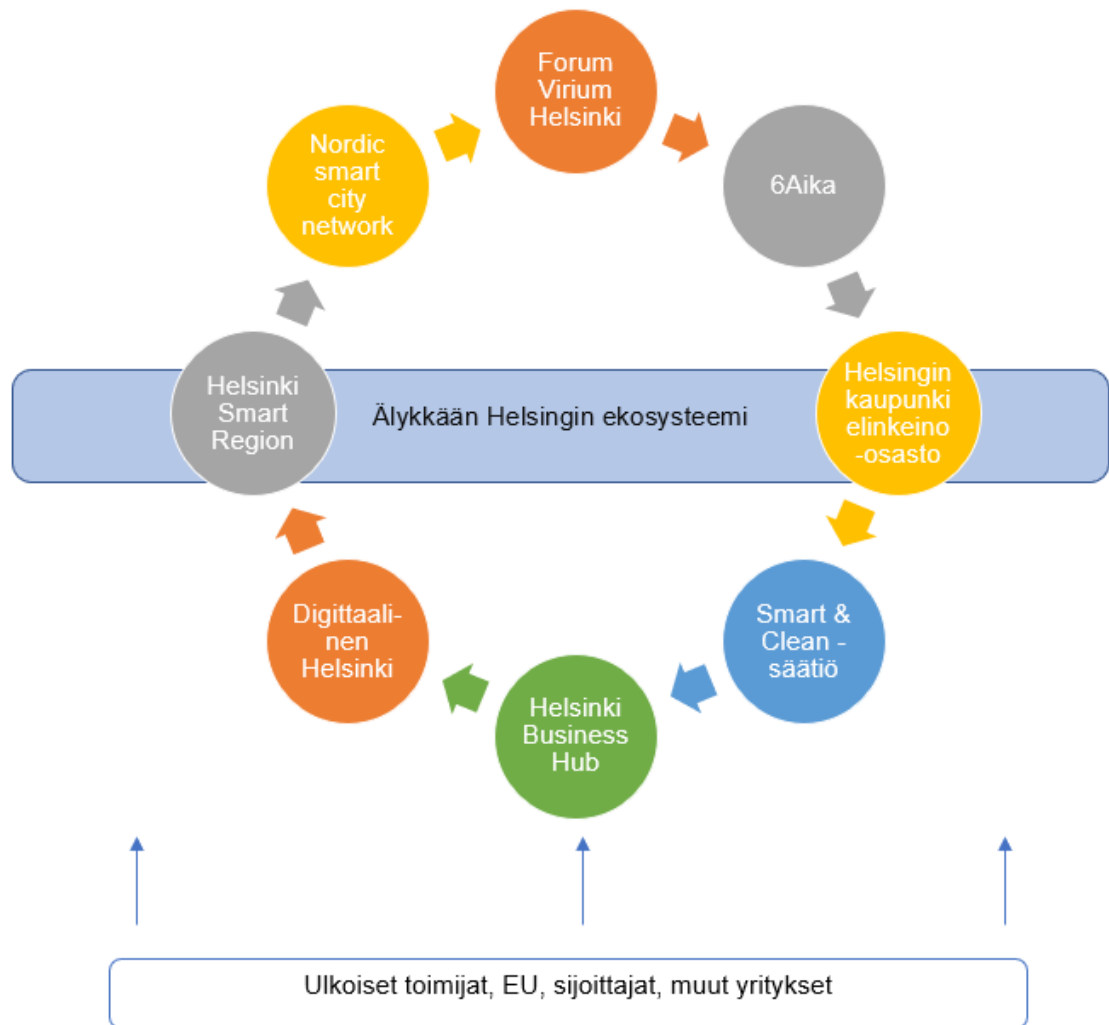 Forum
Virium
Helsinki
Nordic
smart
city
network
6Aika
Helsinki
Smart
Region
Älykkään Helsingin ekosysteemi
Helsingin
kaupunki
elinkeino
-osasto
Digittaali-
nen
Helsinki
Smart &
Clean -
säätiö
Helsinki
Business
Hub
Ulkoiset toimijat, EU, sijoittajat, muut yritykset